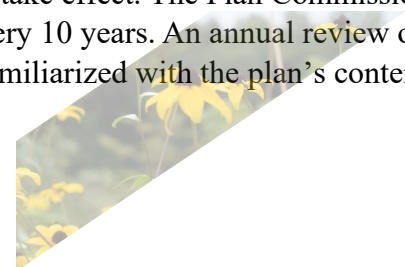 take effect. The Plan Commissio
ery 10 years. An annual review o
miliarized with the plan’s conte